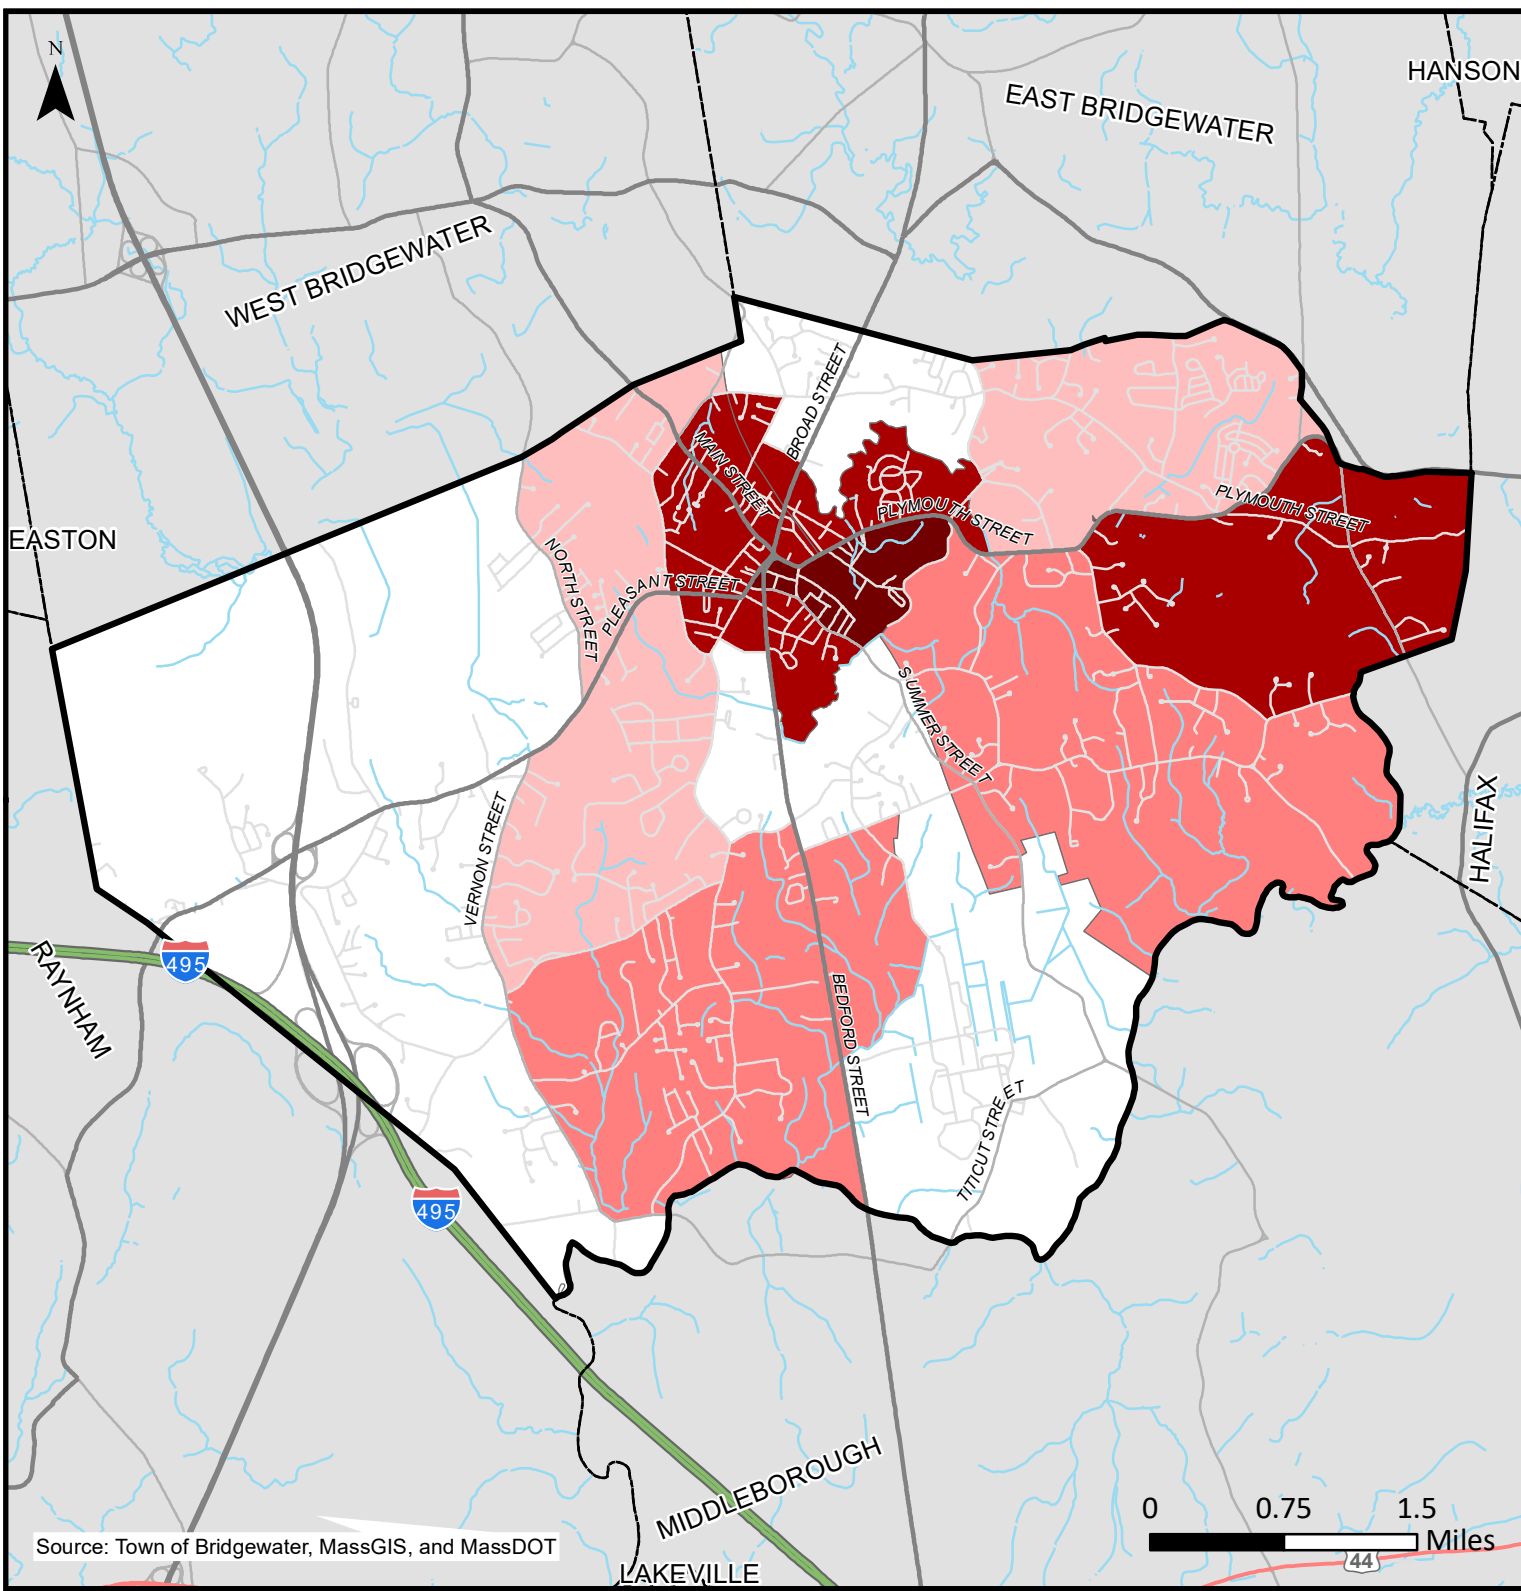 N
HANSON
EAST BRIDGEWATER
WEST BRIDGEWATER
BROAD STREET
MAIN STREET
PLYMOUTH STREET
PLYMOUTH STREET
EASTON
NORTH STREET
PLEASANT STREET
SUMMER STREET
VERNON STREET
HALIFAX
RAYNHAM
495
BEDFORD STREET
TITICUT STREET
495
MIDDLEBOROUGH
0 0.75 1.5
Miles
Source: Town of Bridgewater, MassGIS, and MassDOT
44
LAKEVILLE